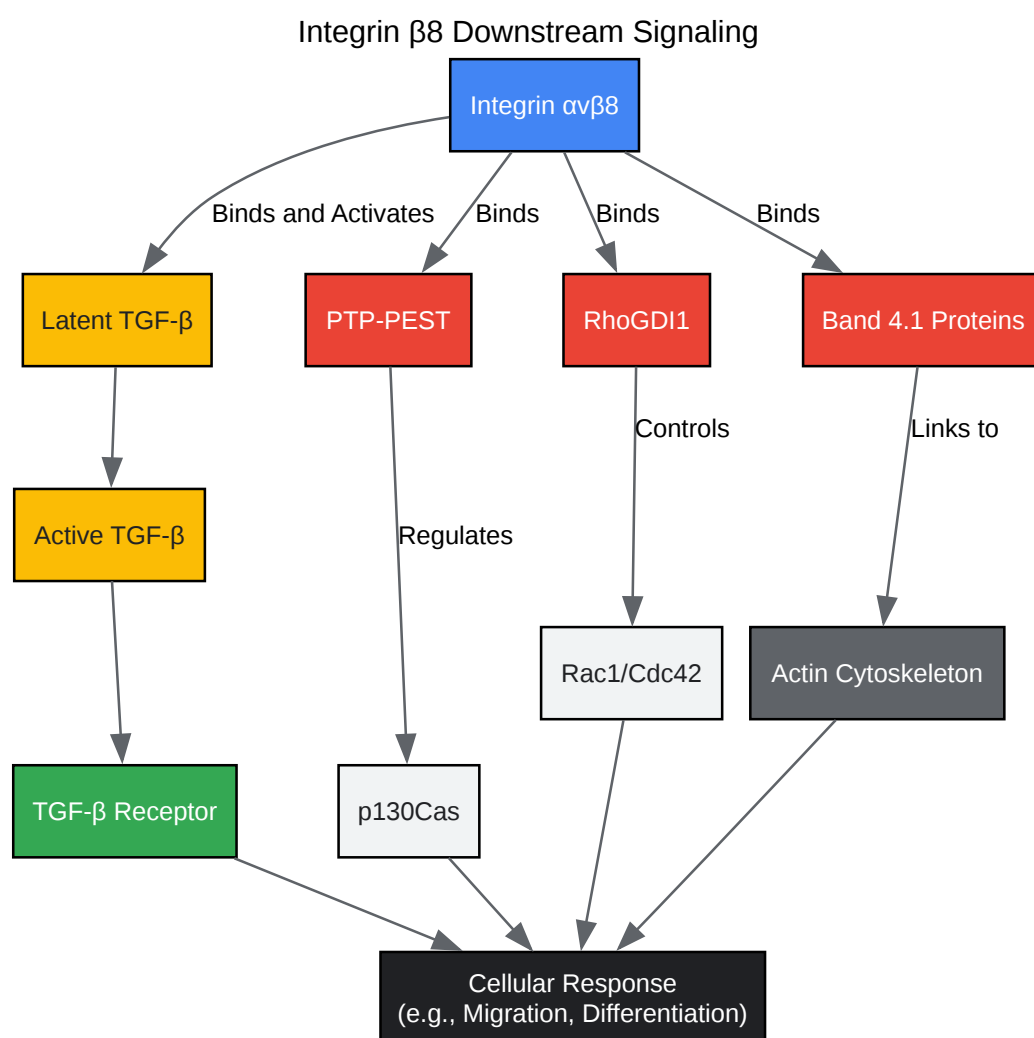 Integrin β8 Downstream Signaling
Integrin αvβ8
Binds and Activates
Binds
Binds
Binds
Latent TGF-β
PTP-PEST
RhoGDI1
Band 4.1 Proteins
Controls
Links to
Active TGF-β
Regulates
Rac1/Cdc42
Actin Cytoskeleton
TGF-β Receptor
p130Cas
Cellular Response
(e.g., Migration, Differentiation)